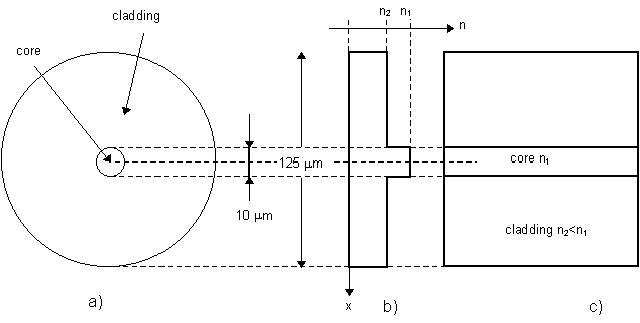 cladding
core
n₂ n₁
n
125 μm
10 μm
core n₁
cladding n₂<n₁
x
a)
b)
c)